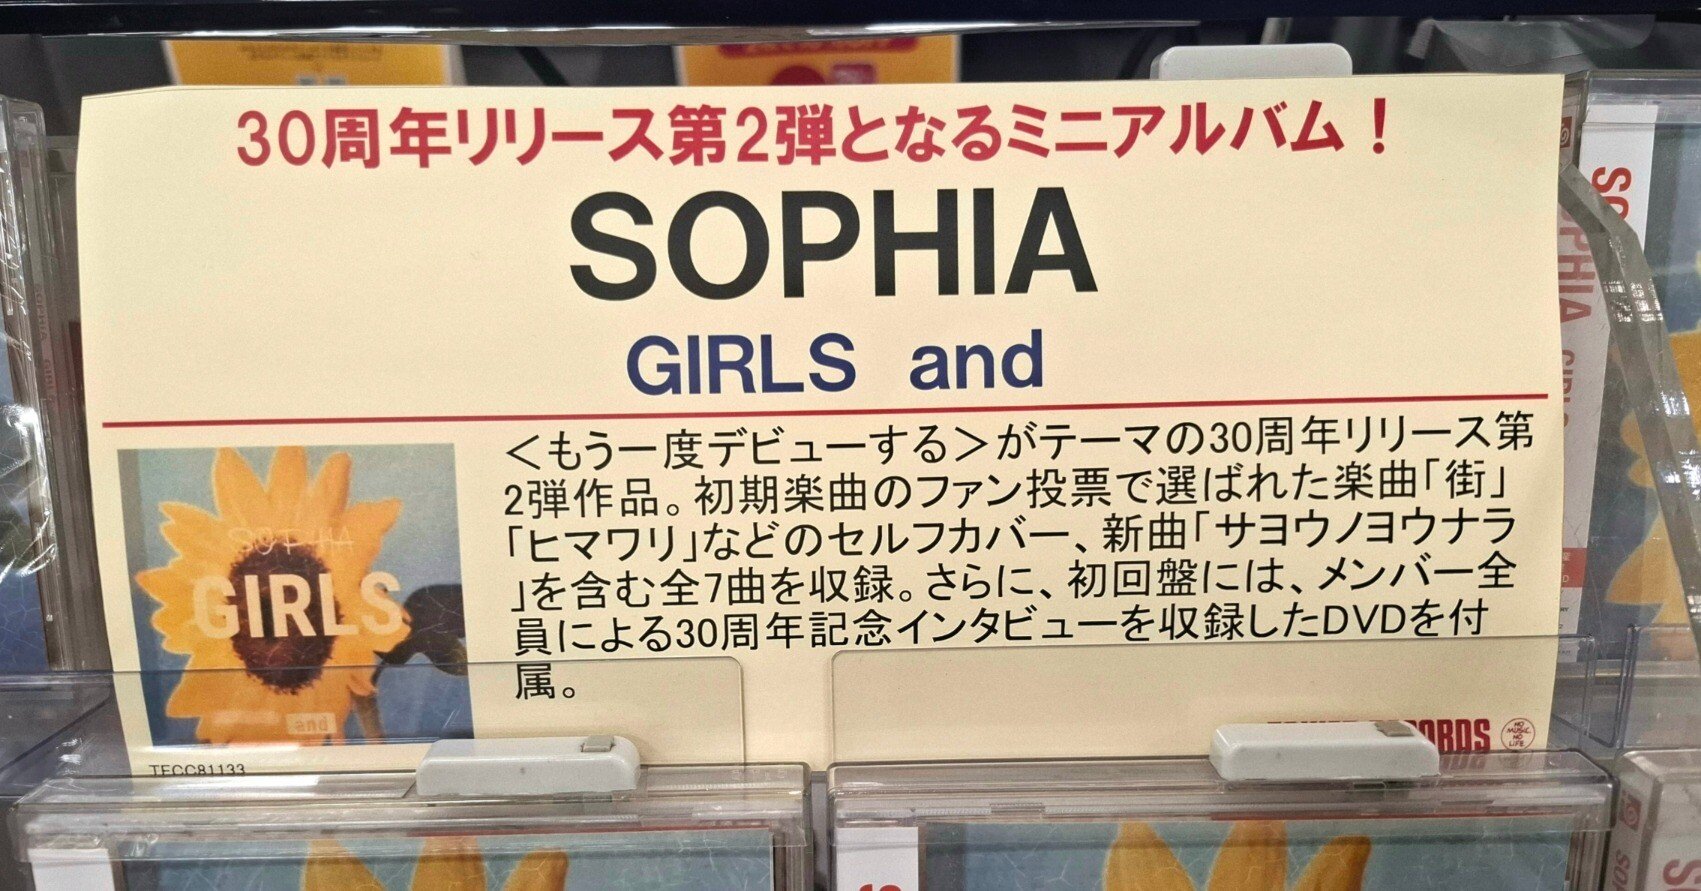 30周年リリース第2弾となるミニアルバム！
SOPHIA
GIRLS and
＜もう一度デビューする＞がテーマの30周年リリース第
2弾作品。初期楽曲のファン投票で選ばれた楽曲「街」
「ヒマワリ」などのセルフカバー、新曲「サヨウノヨウナラ
」を含む全7曲を収録。さらに、初回盤には、メンバー全
員による30周年記念インタビューを収録したDVDを付
属。
SOPHIA
GIRLS
and
TECC81133
NO
MUSIC
NO
LIFE
SOPHIA